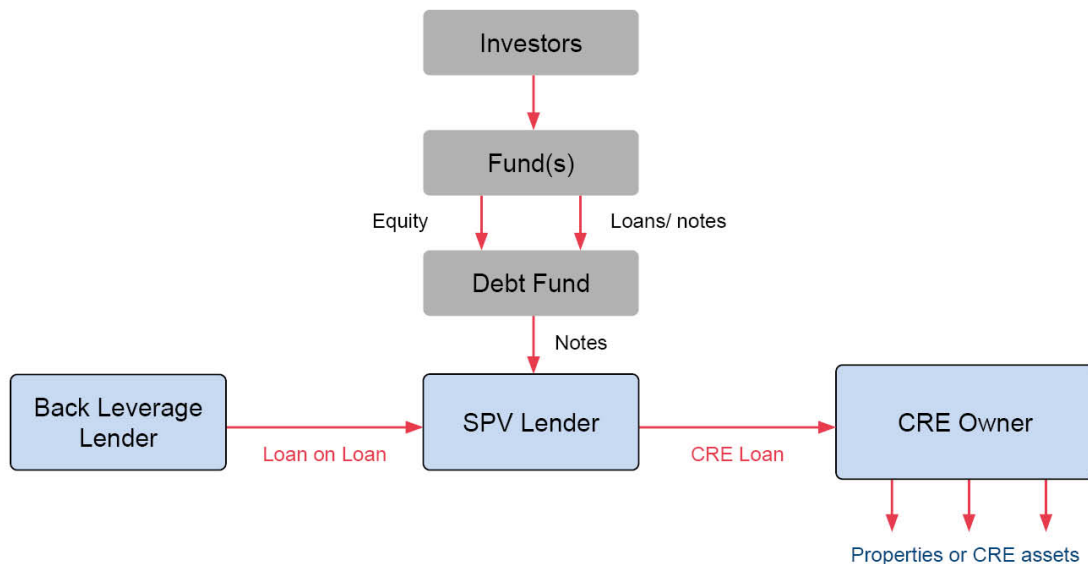 Investors
Fund(s)
Equity
Loans/ notes
Debt Fund
Notes
Back Leverage
Lender
Loan on Loan
SPV Lender
CRE Loan
CRE Owner
Properties or CRE assets